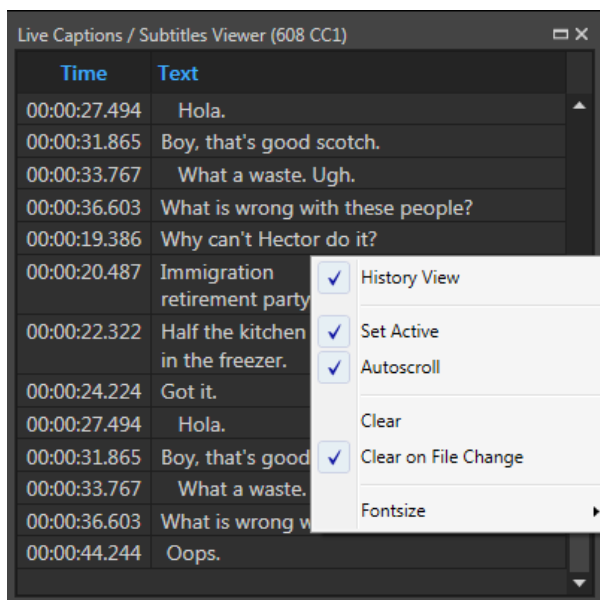 Live Captions / Subtitles Viewer (608 CC1)
Time Text
00:00:27.494 Hola.
00:00:31.865 Boy, that's good scotch.
00:00:33.767 What a waste. Ugh.
00:00:36.603 What is wrong with these people?
00:00:19.386 Why can't Hector do it?
00:00:20.487 Immigration
retirement party
00:00:22.322 Half the kitchen
in the freezer.
00:00:24.224 Got it.
00:00:27.494 Hola.
00:00:31.865 Boy, that's good
00:00:33.767 What a waste.
00:00:36.603 What is wrong w
00:00:44.244 Oops.
History View
Set Active
Autoscroll
Clear
Clear on File Change
Fontsize